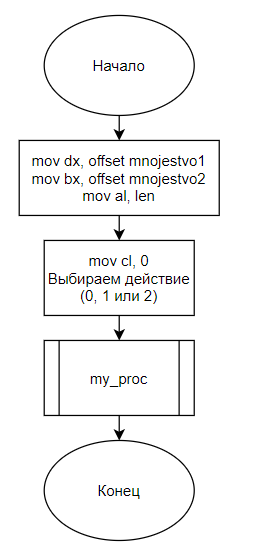 Начало
mov dx, offset mnojestvo1
mov bx, offset mnojestvo2
mov al, len
mov cl, 0
Выбираем действие
(0, 1 или 2)
my_proc
Конец